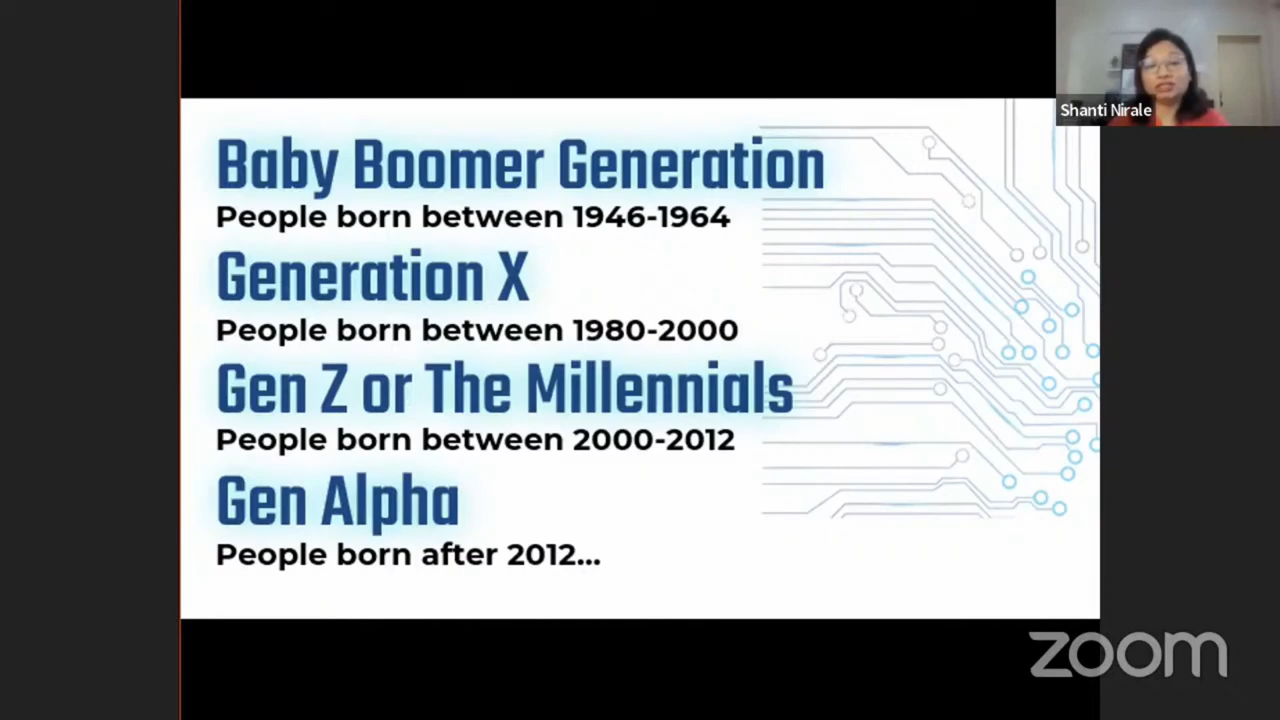 Shanti Nirale
Baby Boomer Generation
People born between 1946-1964
Generation X
People born between 1980-2000
Gen Z or The Millennials
People born between 2000-2012
Gen Alpha
People born after 2012...
zoom